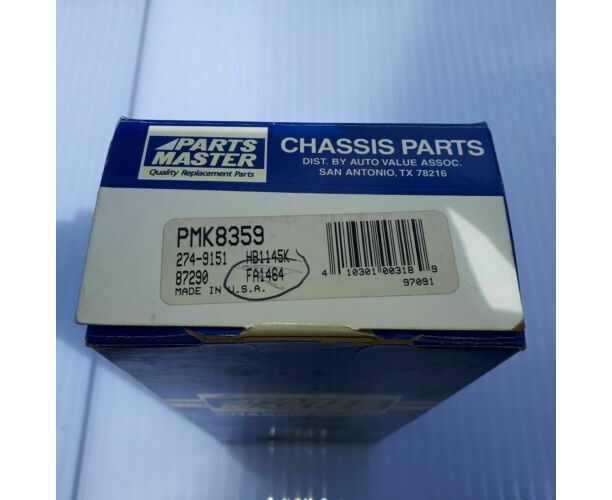 PARTS
MASTER
Quality Replacement Parts
CHASSIS PARTS
DIST. BY AUTO VALUE ASSOC.
SAN ANTONIO, TX 78216
PMK8359
274-9151 HB1145K
87290 FA1464
MADE IN U.S.A.
4 10301 00318 9
97091